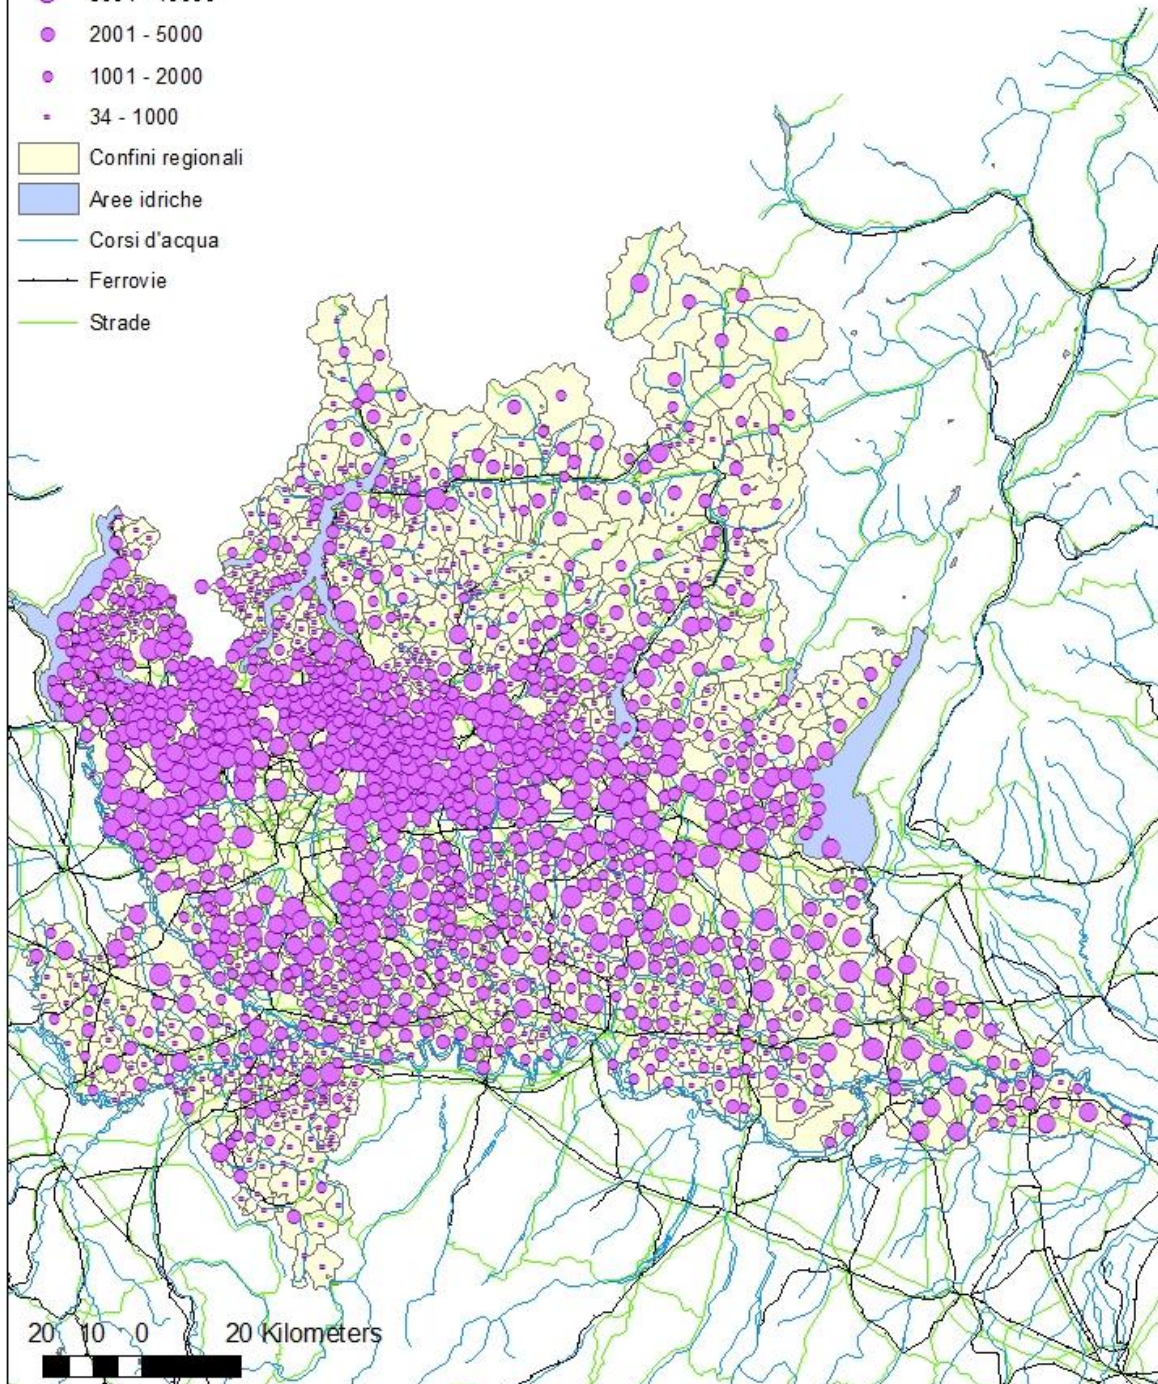 2001 - 5000
1001 - 2000
34 - 1000
Confini regionali
Aree idriche
Corsi d'acqua
Ferrovie
Strade
20 10 0 20 Kilometers